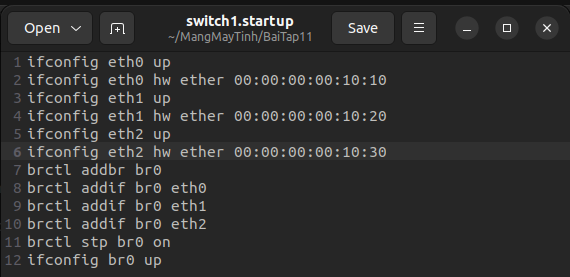 Open
switch1.startup
~/MangMayTinh/BaiTap11
Save
1 ifconfig eth0 up
2 ifconfig eth0 hw ether 00:00:00:00:10:10
3 ifconfig eth1 up
4 ifconfig eth1 hw ether 00:00:00:00:10:20
5 ifconfig eth2 up
6 ifconfig eth2 hw ether 00:00:00:00:10:30
7 brctl addbr br0
8 brctl addif br0 eth0
9 brctl addif br0 eth1
10 brctl addif br0 eth2
11 brctl stp br0 on
12 ifconfig br0 up